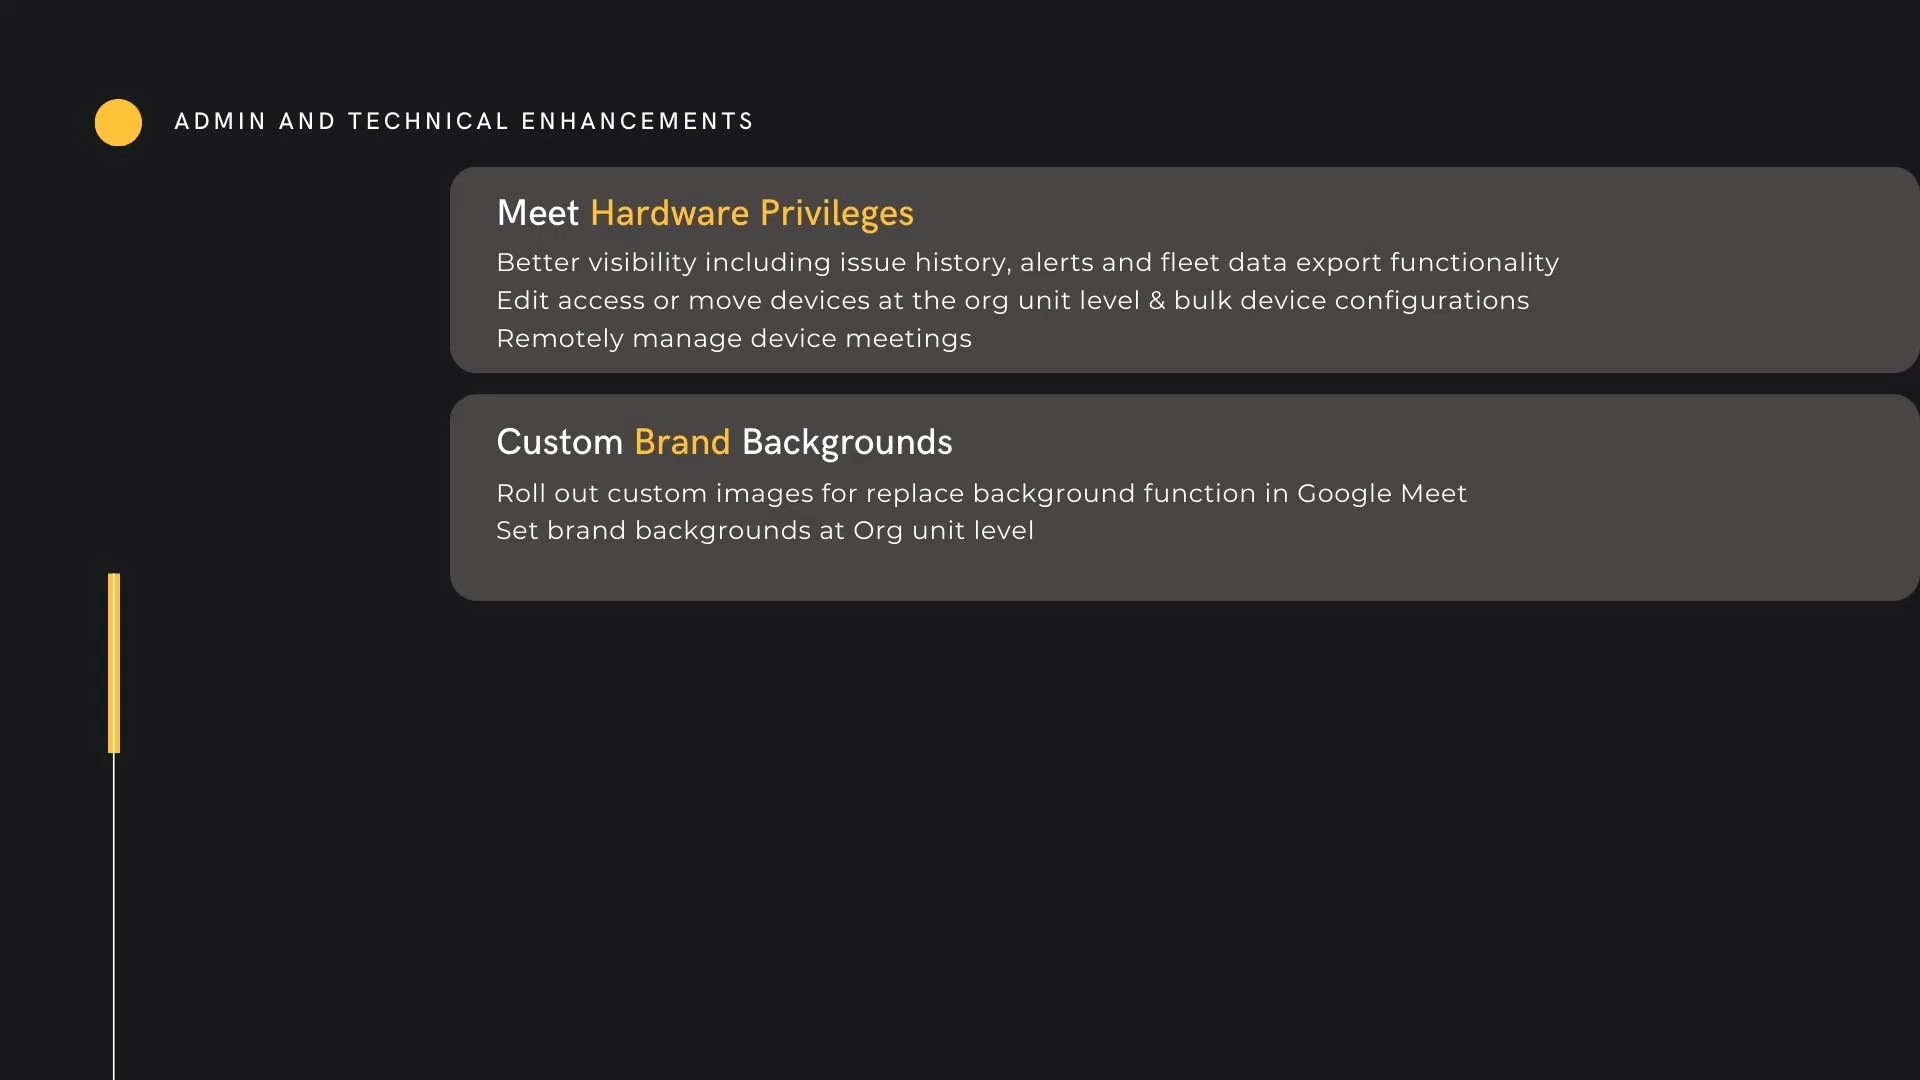 ADMIN AND TECHNICAL ENHANCEMENTS
Meet Hardware Privileges
Better visibility including issue history, alerts and fleet data export functionality
Edit access or move devices at the org unit level & bulk device configurations
Remotely manage device meetings
Custom Brand Backgrounds
Roll out custom images for replace background function in Google Meet
Set brand backgrounds at Org unit level